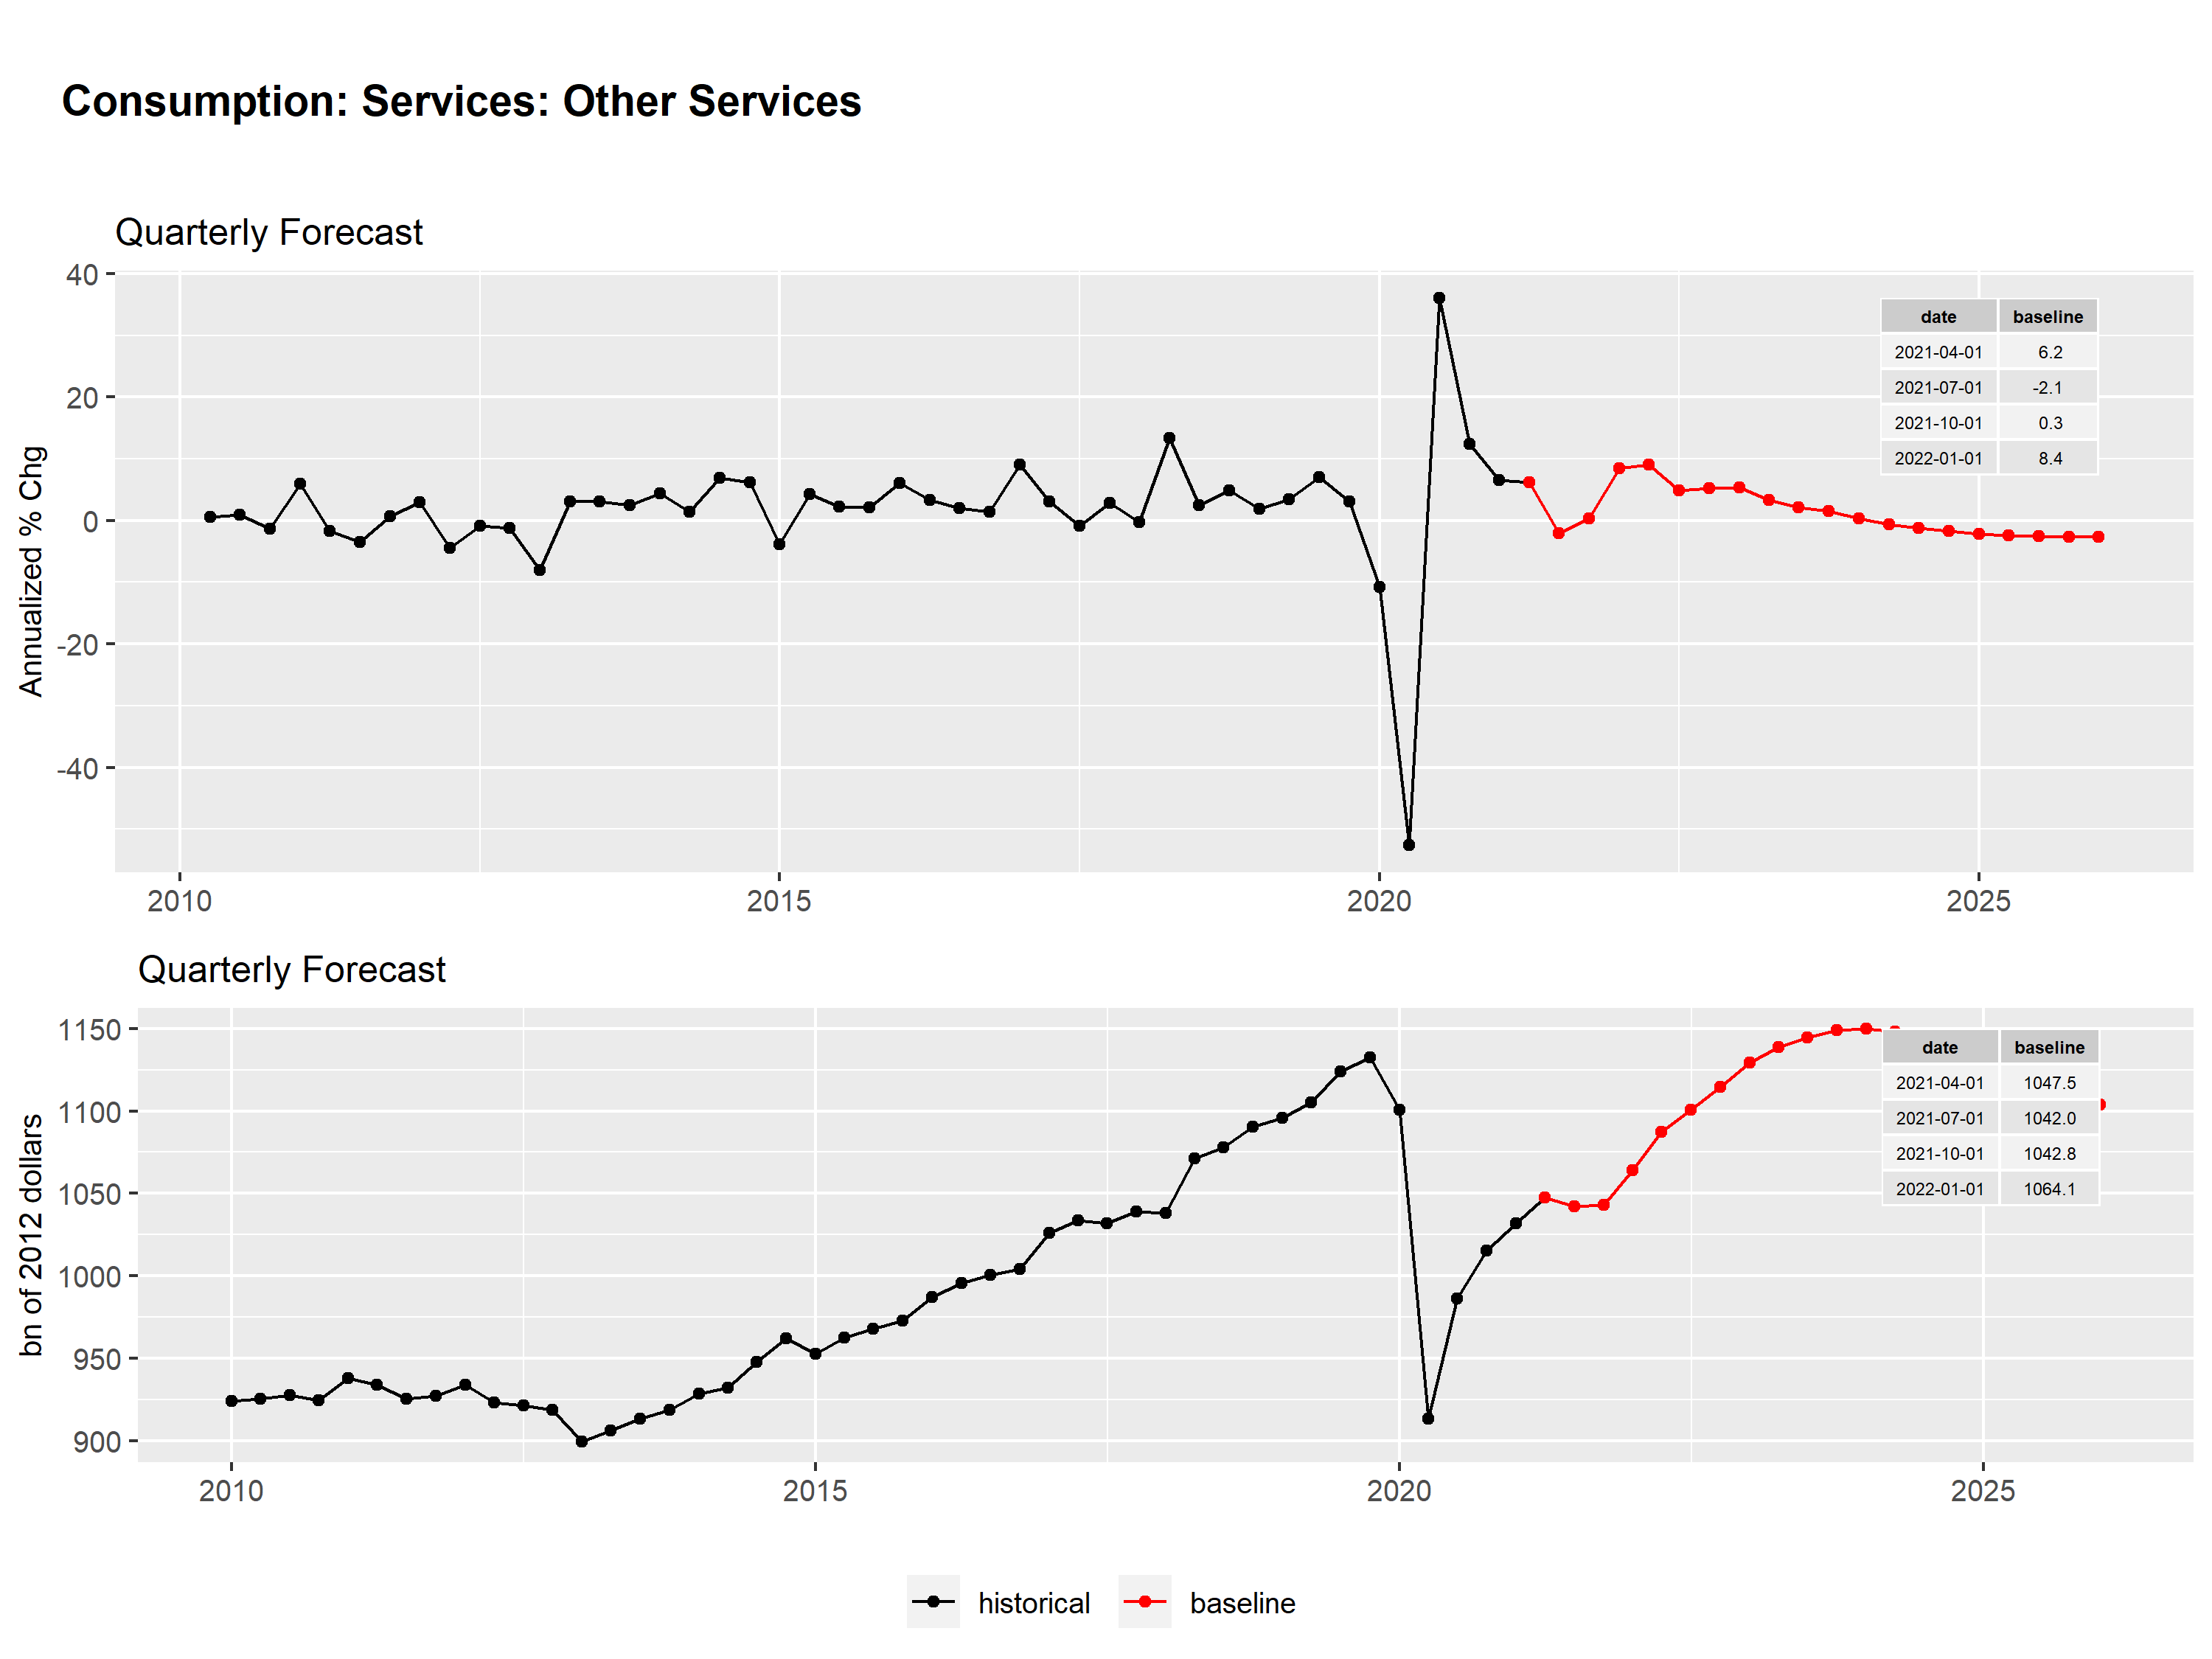 Consumption: Services: Other Services
Quarterly Forecast
Annualized % Chg
40
20
0
-20
-40
2010 2015 2020 2025
date baseline
2021-04-01 6.2
2021-07-01 -2.1
2021-10-01 0.3
2022-01-01 8.4
Quarterly Forecast
bn of 2012 dollars
1150
1100
1050
1000
950
900
2010 2015 2020 2025
date baseline
2021-04-01 1047.5
2021-07-01 1042.0
2021-10-01 1042.8
2022-01-01 1064.1
historical baseline